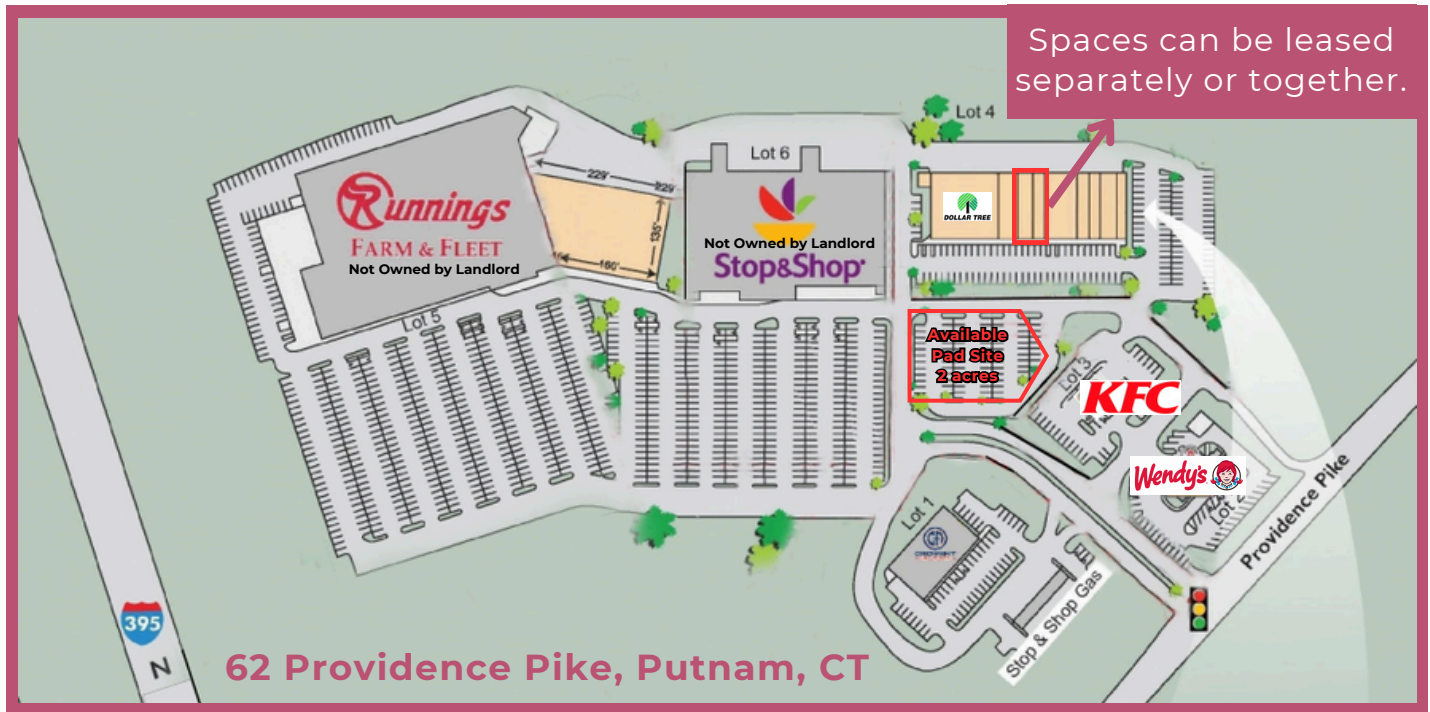 Spaces can be leased
separately or together.
Lot 4
Lot 6
229'
229'
135'
160'
RUNNINGS
FARM & FLEET
Not Owned by Landlord
Not Owned by Landlord
Stop&Shop
DOLLAR TREE
Lot 5
Available
Pad Site
2 acres
Lot 3
KFC
Wendy's
Lot 2
Lot 1
Providence Pike
Stop & Shop Gas
395
N
62 Providence Pike, Putnam, CT